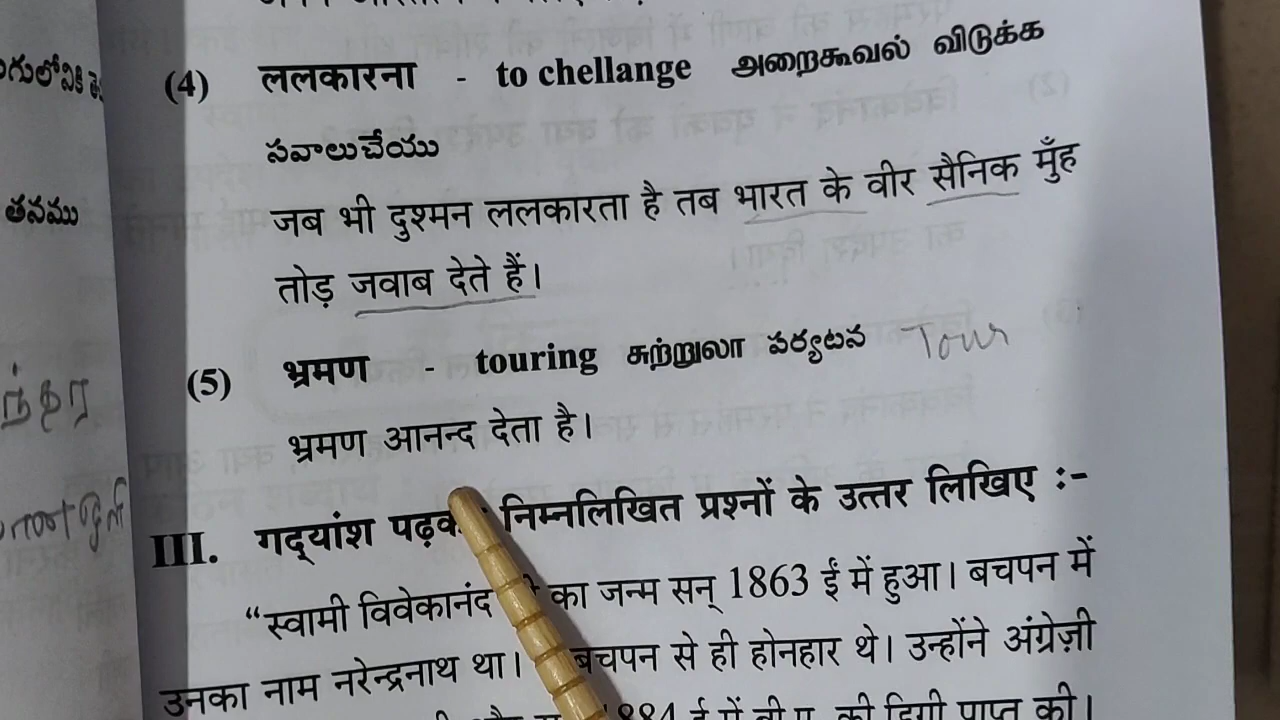 (4) ललकारना - to chellange அறைகூவல் விடுக்க
సవాలుచేయు
जब भी दुश्मन ललकारता है तब भारत के वीर सैनिक मुँह
तोड़ जवाब देते हैं।
తనము
(5) भ्रमण - touring சுற்றுலா పర్యటన Tour
भ्रमण आनन्द देता है।
III. गद्यांश निम्नलिखित प्रश्नों के उत्तर लिखिए :-
“स्वामी विवेकानंद का जन्म सन् 1863 ई में हुआ। बचपन में
उनका नाम नरेन्द्रनाथ था। बचपन से ही होनहार थे। उन्होंने अंग्रेज़ी
1884 ई में बी.ए. की डिग्री प्राप्त की।